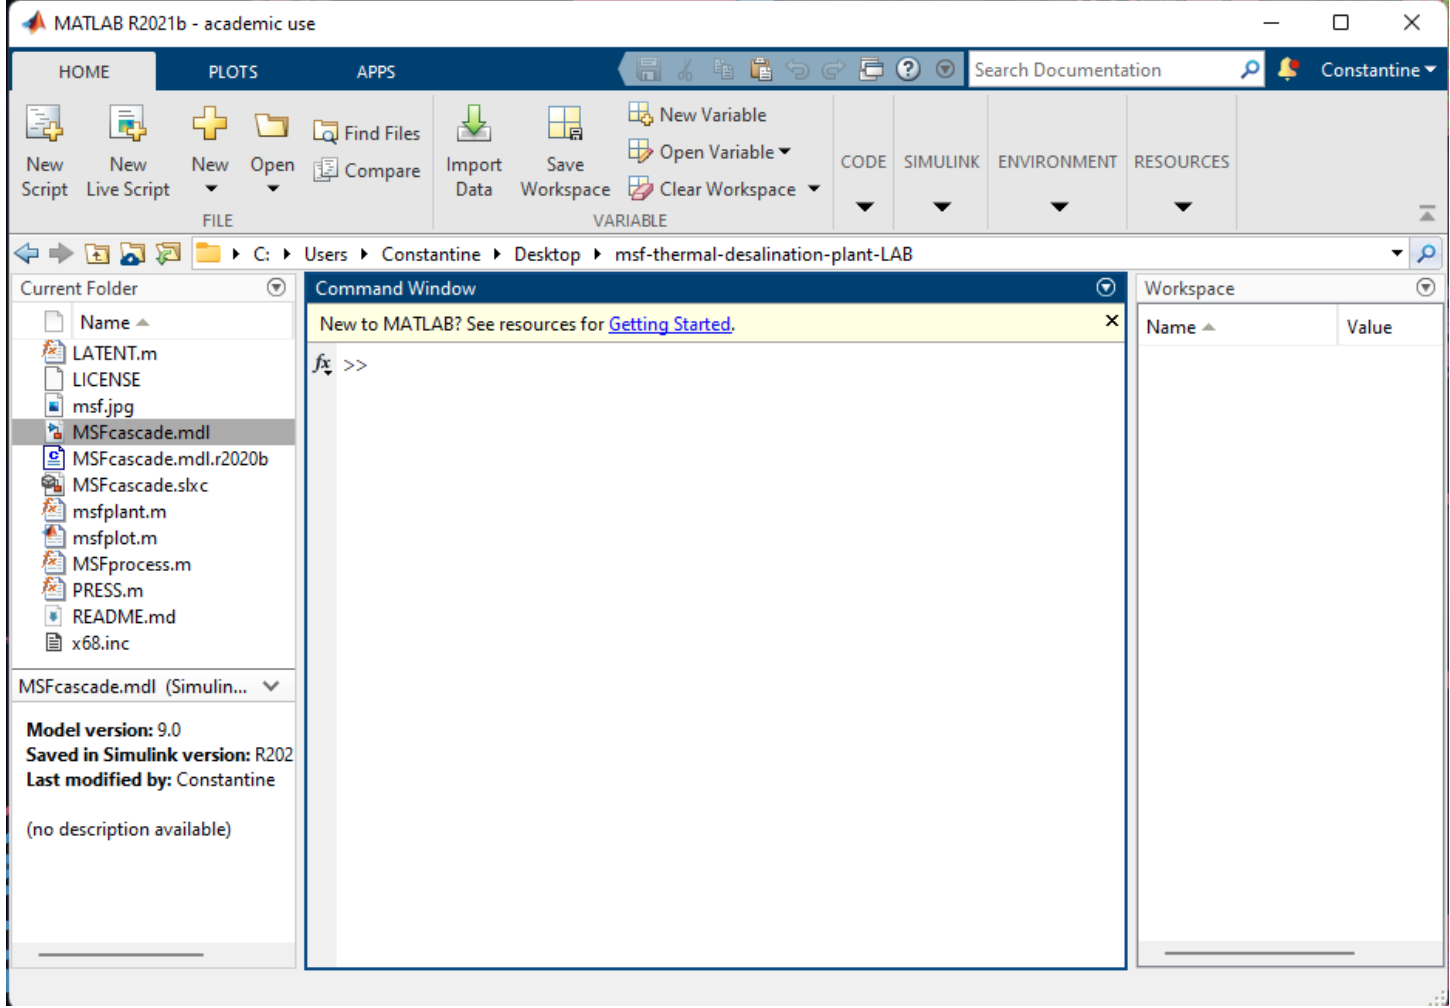 MATLAB R2021b - academic use
HOME PLOTS APPS Search Documentation Constantine
New Script
New Live Script
New
Open
Find Files
Compare
FILE
Import Data
Save Workspace
New Variable
Open Variable
Clear Workspace
VARIABLE
CODE
SIMULINK
ENVIRONMENT
RESOURCES
C: Users Constantine Desktop msf-thermal-desalination-plant-LAB
Current Folder
Name
LATENT.m
LICENSE
msf.jpg
MSFcascade.mdl
MSFcascade.mdl.r2020b
MSFcascade.slxc
msfplant.m
msfplot.m
MSFprocess.m
PRESS.m
README.md
x68.inc
MSFcascade.mdl (Simulin...
Model version: 9.0
Saved in Simulink version: R202
Last modified by: Constantine
(no description available)
Command Window
New to MATLAB? See resources for Getting Started.
fx >>
Workspace
Name Value